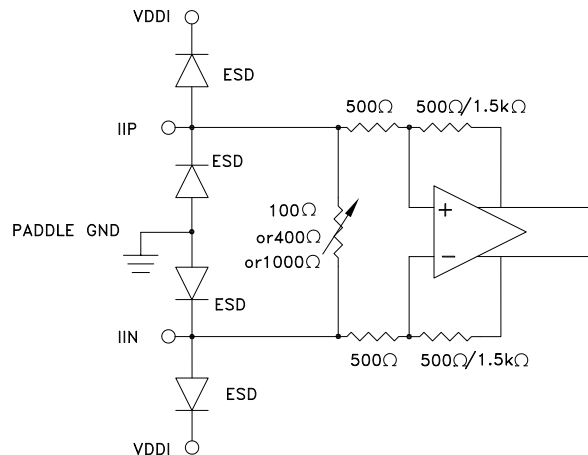 VDDI
ESD
500Ω 500Ω/1.5kΩ
IIP
ESD
100Ω
or400Ω
or1000Ω
+
PADDLE GND
−
ESD
IIN
500Ω 500Ω/1.5kΩ
ESD
VDDI